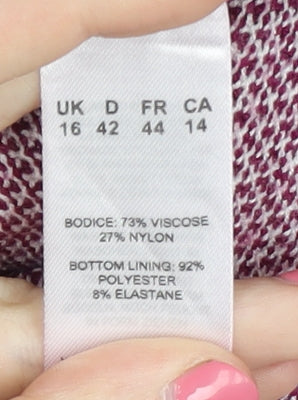 UK D FR CA
16 42 44 14
BODICE: 73% VISCOSE
27% NYLON
BOTTOM LINING: 92%
POLYESTER
8% ELASTANE